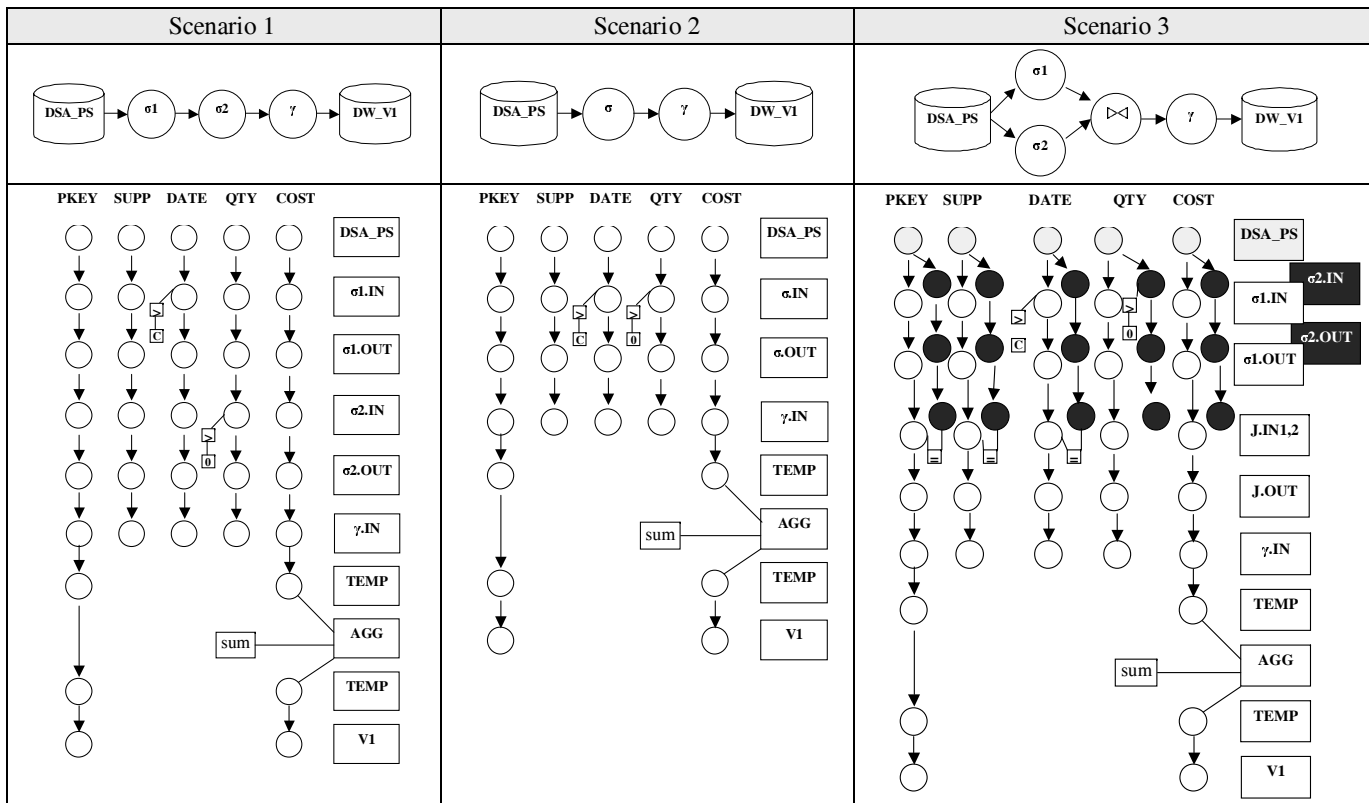 Scenario 1
Scenario 2
Scenario 3
DSA_PS σ1 σ2 γ DW_V1
DSA_PS σ γ DW_V1
DSA_PS σ1 σ2 ⋈ γ DW_V1
PKEY SUPP DATE QTY COST
DSA_PS
σ1.IN
>
C
σ1.OUT
σ2.IN
>
0
σ2.OUT
γ.IN
TEMP
sum
AGG
TEMP
V1
PKEY SUPP DATE QTY COST
DSA_PS
σ.IN
> >
C 0
σ.OUT
γ.IN
TEMP
sum
AGG
TEMP
V1
PKEY SUPP DATE QTY COST
DSA_PS
σ2.IN
σ1.IN
> >
C 0
σ2.OUT
σ1.OUT
J.IN1,2
= = =
J.OUT
γ.IN
TEMP
AGG
sum
TEMP
V1